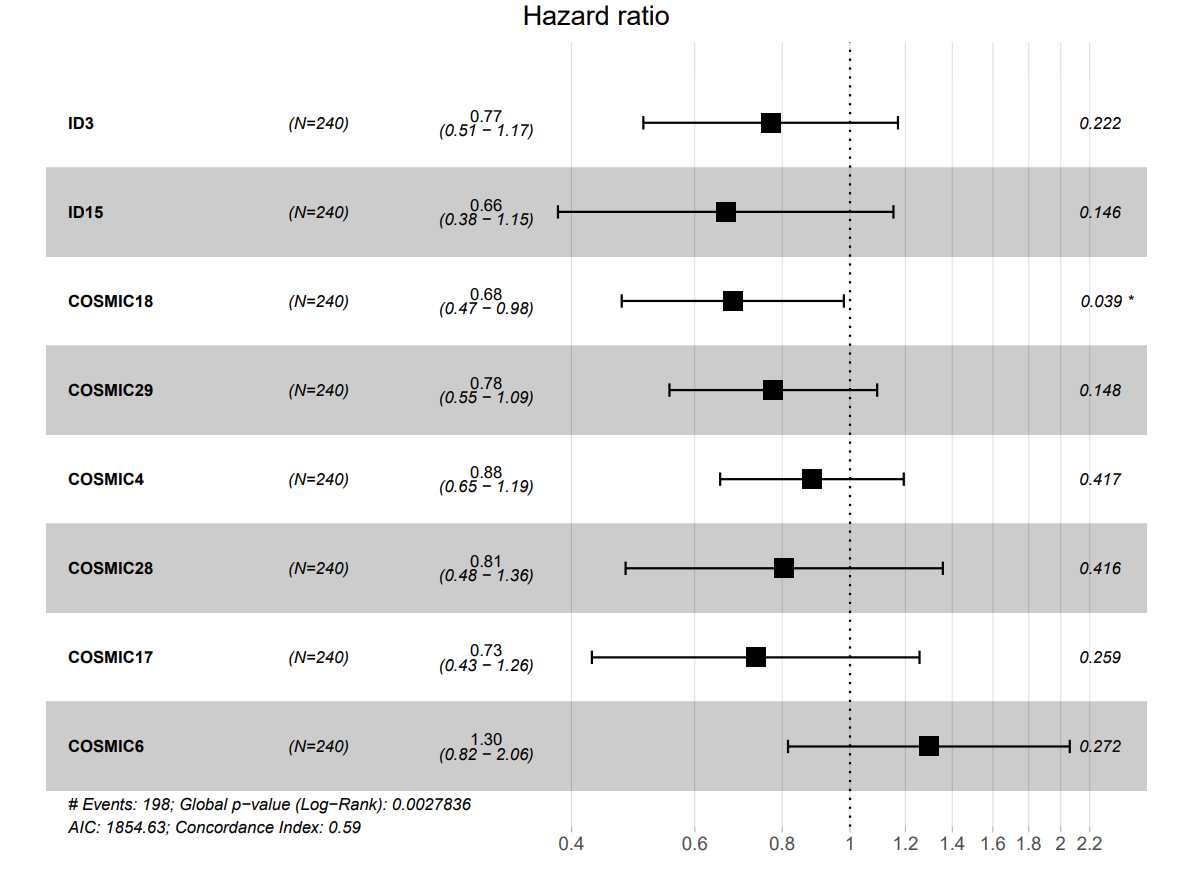 Hazard ratio
ID3 (N=240) 0.77 (0.51 − 1.17) 0.222
ID15 (N=240) 0.66 (0.38 − 1.15) 0.146
COSMIC18 (N=240) 0.68 (0.47 − 0.98) 0.039 *
COSMIC29 (N=240) 0.78 (0.55 − 1.09) 0.148
COSMIC4 (N=240) 0.88 (0.65 − 1.19) 0.417
COSMIC28 (N=240) 0.81 (0.48 − 1.36) 0.416
COSMIC17 (N=240) 0.73 (0.43 − 1.26) 0.259
COSMIC6 (N=240) 1.30 (0.82 − 2.06) 0.272
# Events: 198; Global p−value (Log−Rank): 0.0027836
AIC: 1854.63; Concordance Index: 0.59
0.4 0.6 0.8 1 1.2 1.4 1.6 1.8 2 2.2